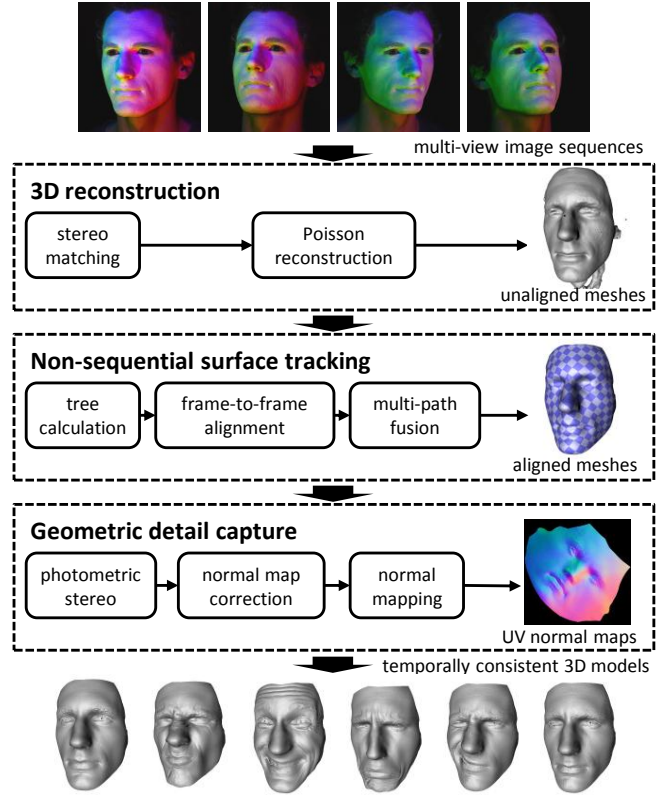 multi-view image sequences
3D reconstruction
stereo
matching
Poisson
reconstruction
unaligned meshes
Non-sequential surface tracking
tree
calculation
frame-to-frame
alignment
multi-path
fusion
aligned meshes
Geometric detail capture
photometric
stereo
normal map
correction
normal
mapping
UV normal maps
temporally consistent 3D models